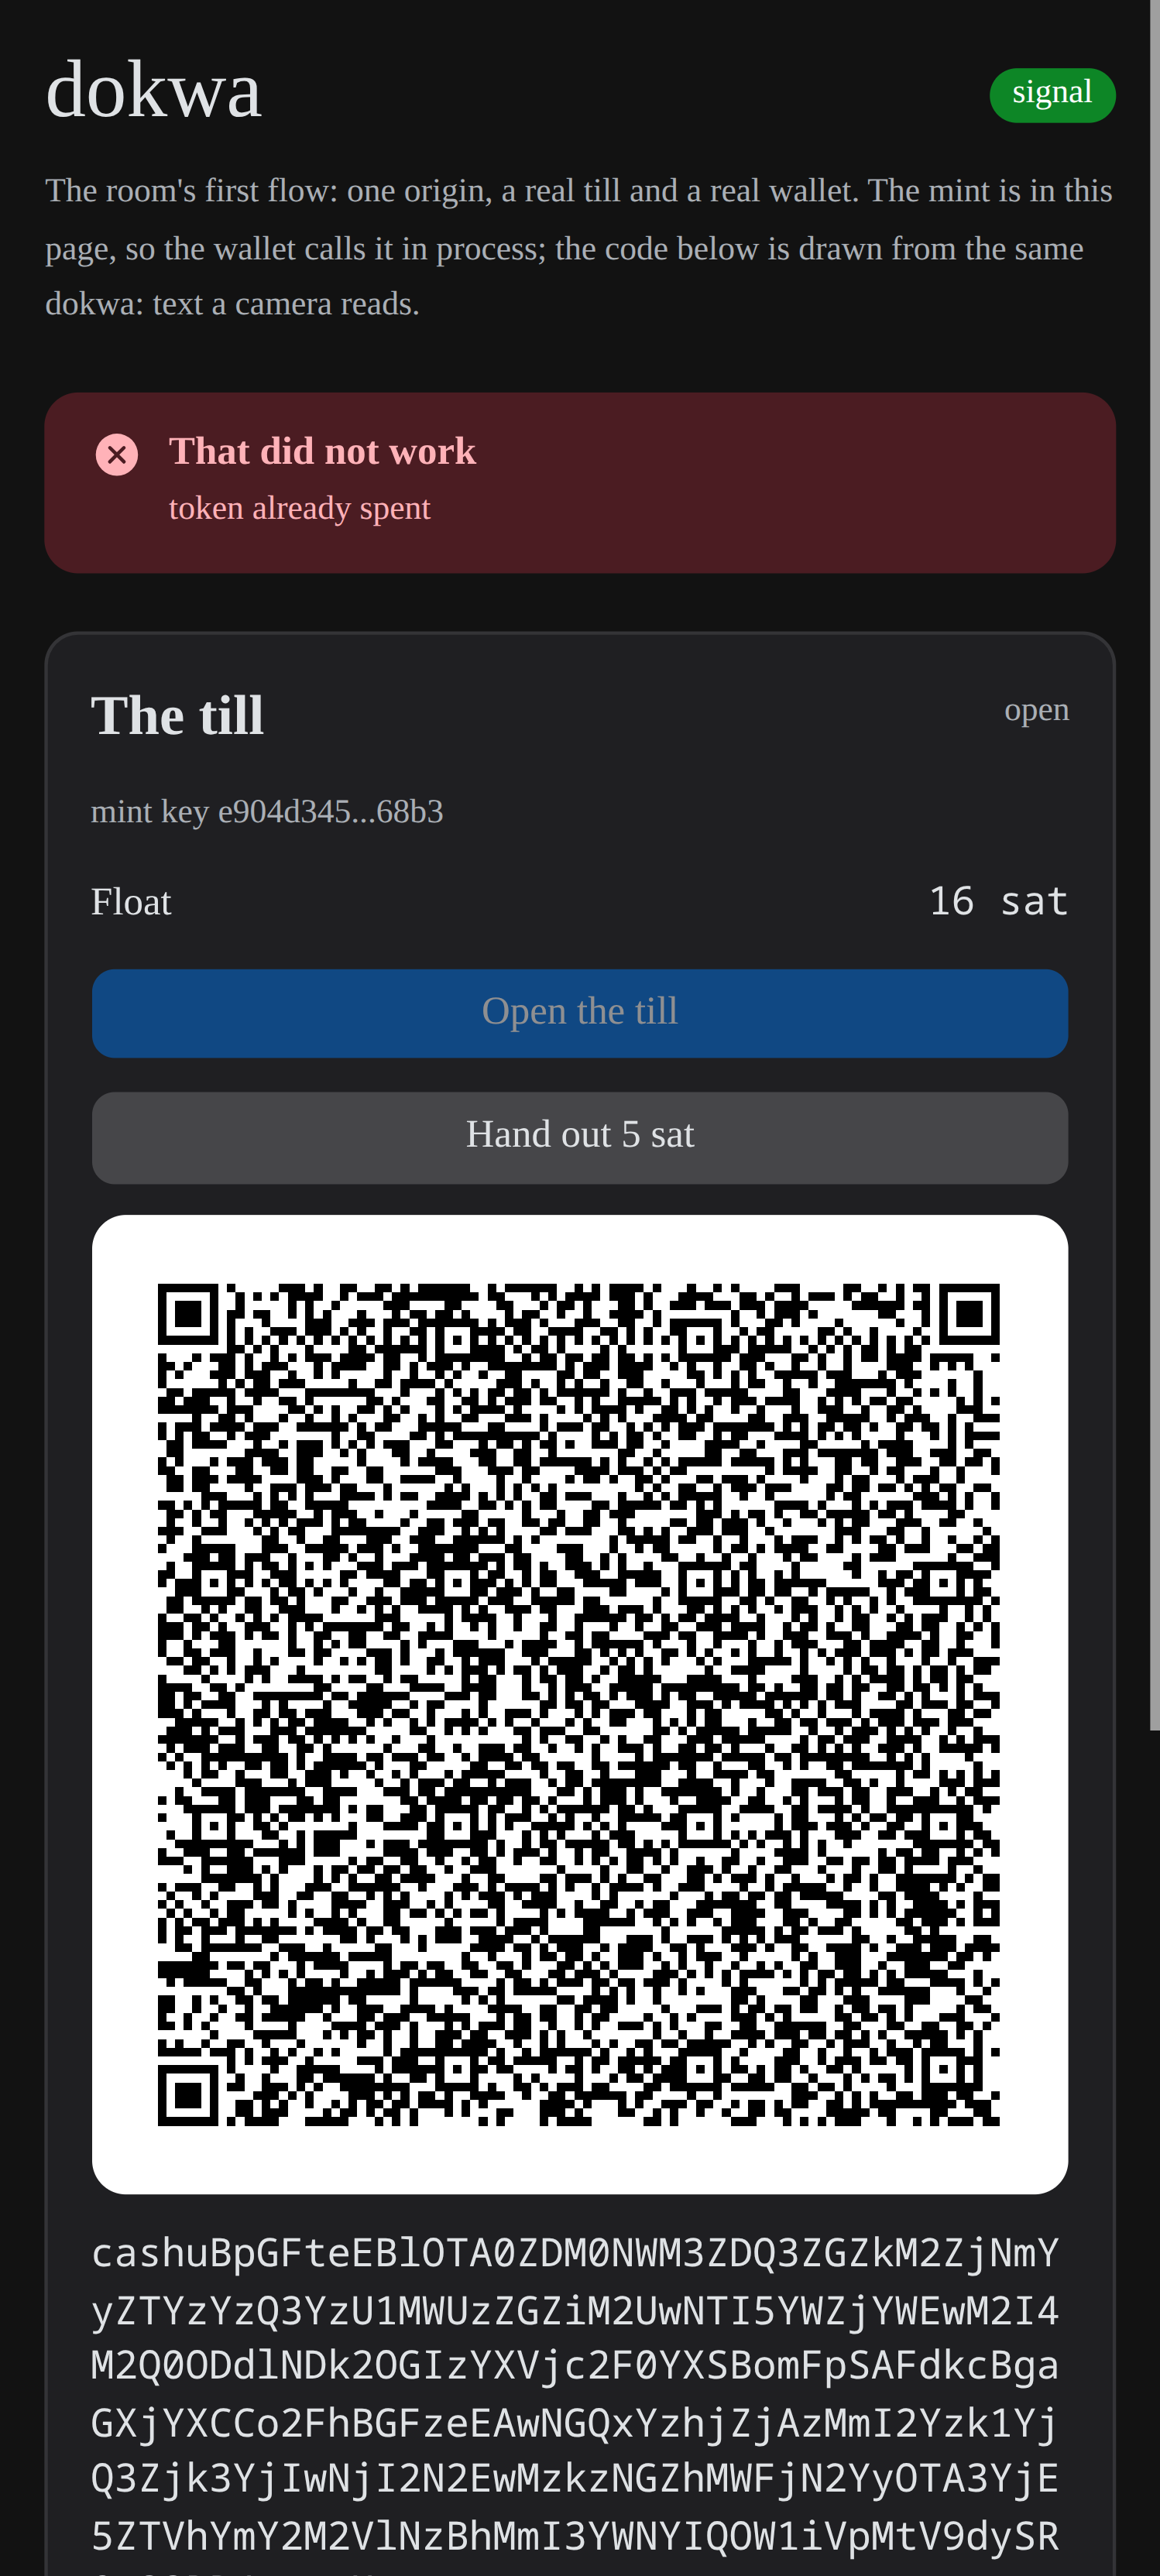 dokwa
signal
The room's first flow: one origin, a real till and a real wallet. The mint is in this
page, so the wallet calls it in process; the code below is drawn from the same
dokwa: text a camera reads.
That did not work
token already spent
The till
open
mint key e904d345...68b3
Float
16 sat
Open the till
Hand out 5 sat
cashuBpGFteEBlOTA0ZDM0NWM3ZDQ3ZGZkM2ZjNmY
yZTYzYzQ3YzU1MWUzZGZiM2UwNTI5YWZjYWEwM2I4
M2Q0ODdlNDk2OGIzYXVjc2F0YXSBomFpSAFdkcBga
GXjYXCCo2FhBGFzeEAwNGQxYzhjZjAzMmI2Yzk1Yj
Q3Zjk3YjIwNjI2N2EwMzkzNGZhMWFjN2YyOTA3YjE
5ZTVhYmY2M2VlNzBhMmI3YWNYIQOW1iVpMtV9dySR